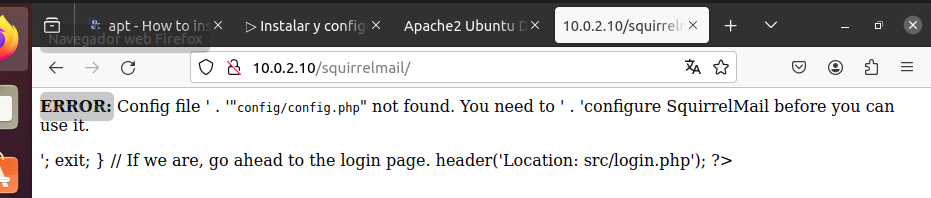 apt - How to ins
Instalar y config
Apache2 Ubuntu D
10.0.2.10/squirrelm
Navegador web Firefox
10.0.2.10/squirrelmail/
ERROR: Config file ' . '"config/config.php" not found. You need to ' . 'configure SquirrelMail before you can
use it.
'; exit; } // If we are, go ahead to the login page. header('Location: src/login.php'); ?>